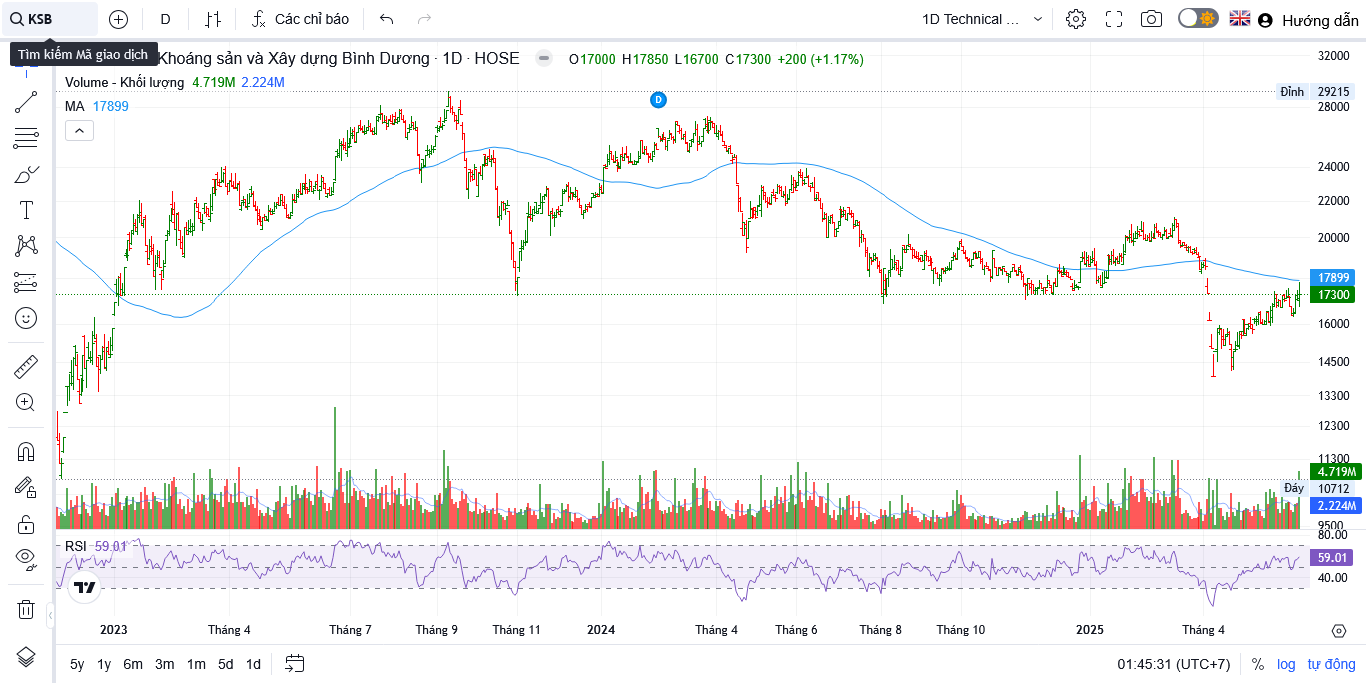 KSB
D
Các chỉ báo
1D Technical ...
Hướng dẫn
Tìm kiếm Mã giao dịch
Khoáng sản và Xây dựng Bình Dương · 1D · HOSE
O17000 H17850 L16700 C17300 +200 (+1.17%)
Volume - Khối lượng 4.719M 2.224M
MA 17899
D
32000
Đỉnh 29215
28000
24000
22000
20000
17899
17300
16000
14500
13300
12300
11300
4.719M
Đáy 10712
2.224M
9500
80.00
RSI 59.01
59.01
40.00
2023 Tháng 4 Tháng 7 Tháng 9 Tháng 11 2024 Tháng 4 Tháng 6 Tháng 8 Tháng 10 2025 Tháng 4
5y 1y 6m 3m 1m 5d 1d
01:45:31 (UTC+7) % log tự động